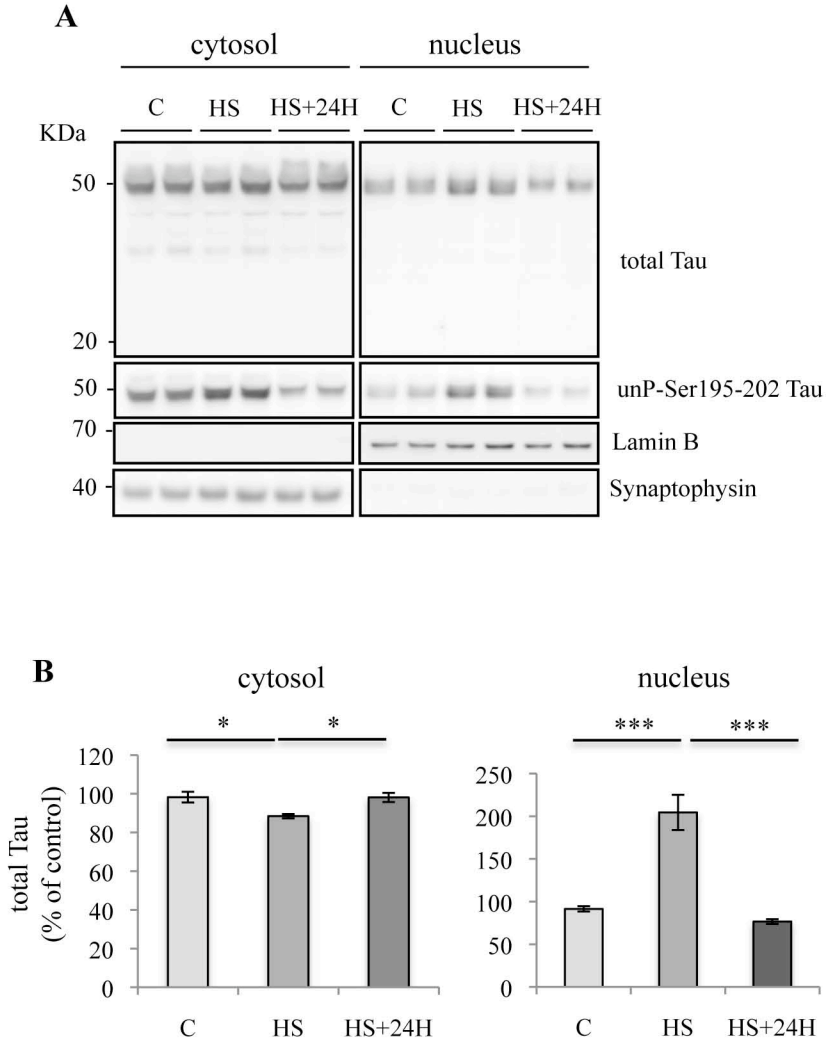 A
cytosol nucleus
C HS HS+24H C HS HS+24H
KDa
50
total Tau
20
50 unP-Ser195-202 Tau
70
Lamin B
40 Synaptophysin
B
cytosol nucleus
* * *** ***
total Tau
(% of control)
120
100
80
60
40
20
0
C HS HS+24H
250
200
150
100
50
0
C HS HS+24H